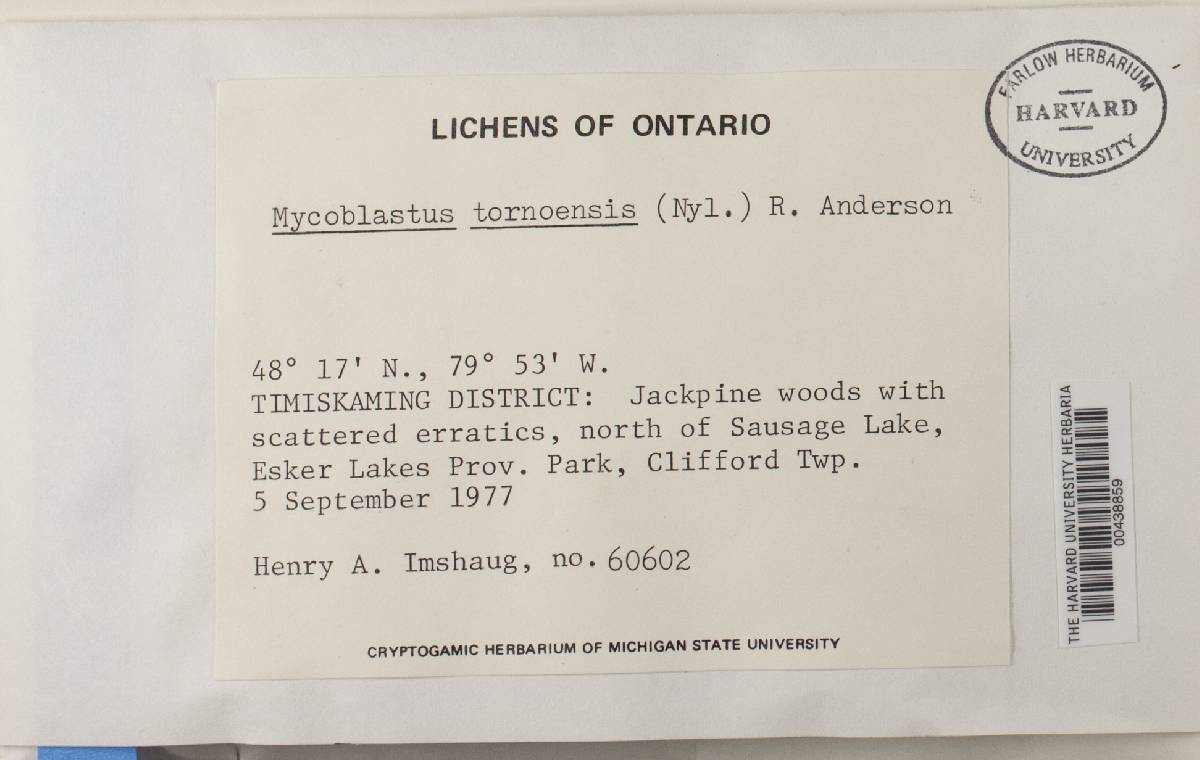 FARLOW HERBARIUM
HARVARD
UNIVERSITY
LICHENS OF ONTARIO
Mycoblastus tornoensis (Nyl.) R. Anderson
48° 17' N., 79° 53' W.
TIMISKAMING DISTRICT: Jackpine woods with
scattered erratics, north of Sausage Lake,
Esker Lakes Prov. Park, Clifford Twp.
5 September 1977
Henry A. Imshaug, no. 60602
CRYPTOGAMIC HERBARIUM OF MICHIGAN STATE UNIVERSITY
THE HARVARD UNIVERSITY HERBARIA
00438859